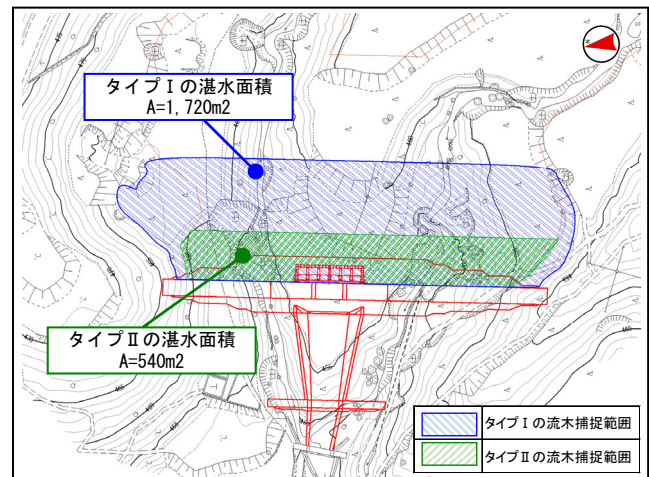 タイプⅠの湛水面積
A=1,720m2
タイプⅡの湛水面積
A=540m2
タイプⅠの流木捕捉範囲
タイプⅡの流木捕捉範囲